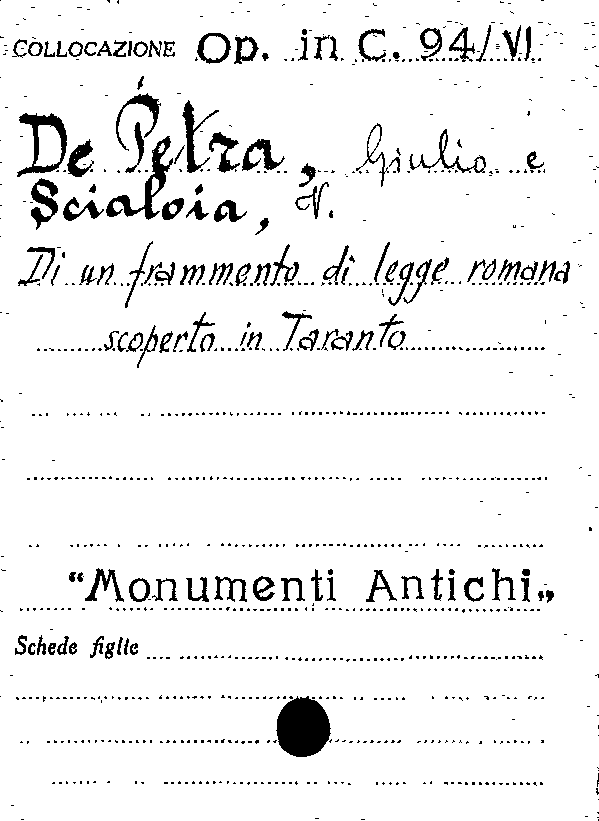 COLLOCAZIONE Op. in C. 94/VI
De Petra, Giulio e
Scialoia, V.
Di un frammento di legge romana
scoperto in Taranto
“Monumenti Antichi„
Schede figlie